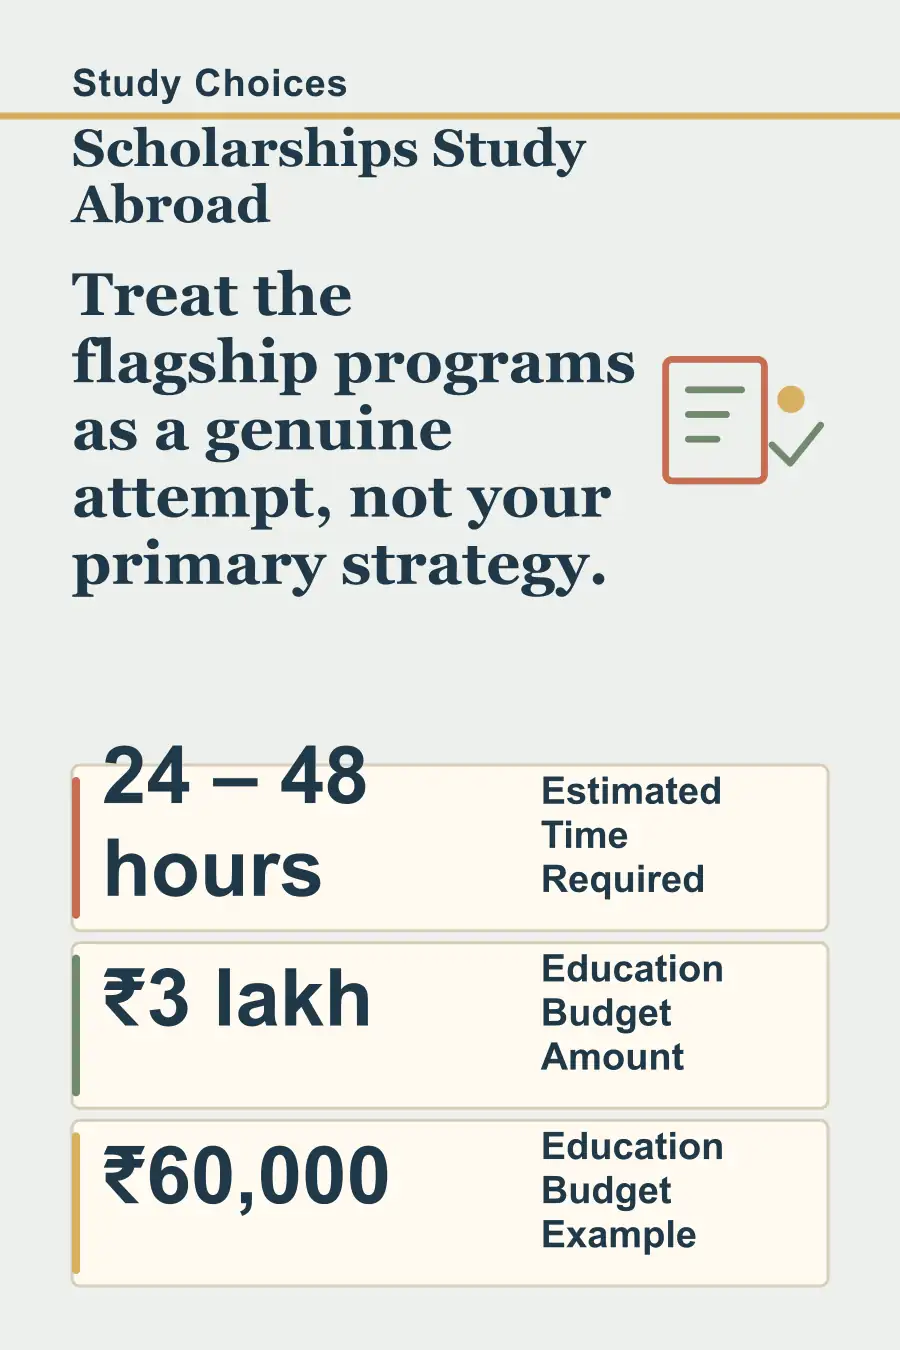 Study Choices
Scholarships Study
Abroad
Treat the
flagship programs
as a genuine
attempt, not your
primary strategy.
24 – 48
hours
Estimated
Time
Required
₹3 lakh
Education
Budget
Amount
₹60,000
Education
Budget
Example